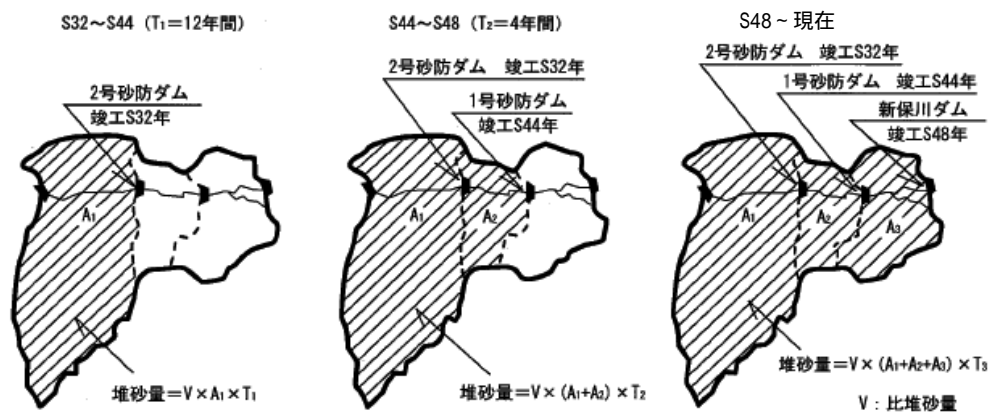 S32～S44 (T₁＝12年間)
2号砂防ダム
竣工S32年
A₁
堆砂量＝V×A₁×T₁
S44～S48 (T₂＝4年間)
2号砂防ダム 竣工S32年
1号砂防ダム
竣工S44年
A₁
A₂
堆砂量＝V×(A₁+A₂)×T₂
S48～現在
2号砂防ダム 竣工S32年
1号砂防ダム 竣工S44年
新保川ダム
竣工S48年
A₁
A₂
A₃
堆砂量＝V×(A₁+A₂+A₃)×T₃
V：比堆砂量